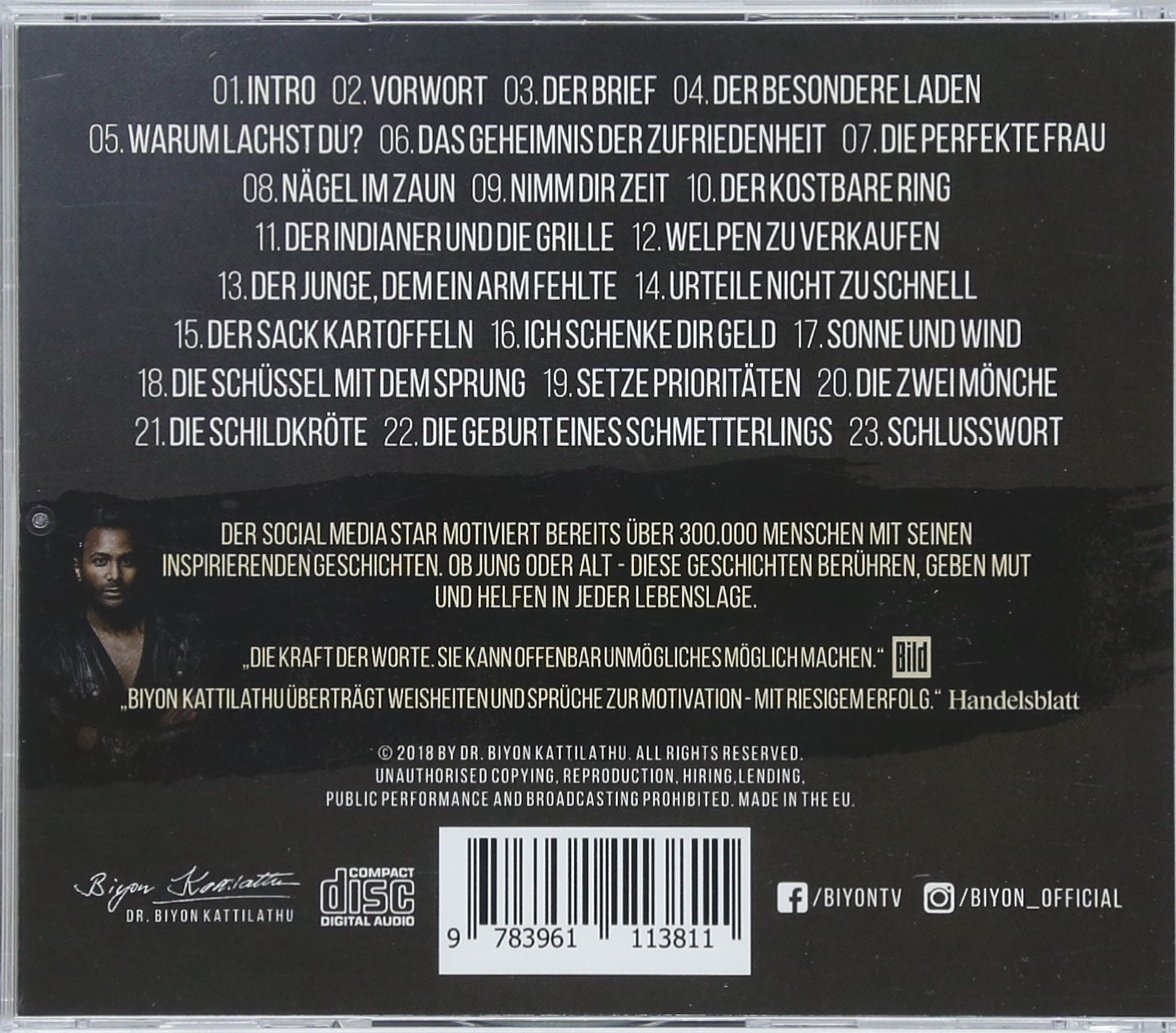 01. INTRO 02. VORWORT 03. DER BRIEF 04. DER BESONDERE LADEN
05. WARUM LACHST DU? 06. DAS GEHEIMNIS DER ZUFRIEDENHEIT 07. DIE PERFEKTE FRAU
08. NÄGEL IM ZAUN 09. NIMM DIR ZEIT 10. DER KOSTBARE RING
11. DER INDIANER UND DIE GRILLE 12. WELPEN ZU VERKAUFEN
13. DER JUNGE, DEM EIN ARM FEHLTE 14. URTEILE NICHT ZU SCHNELL
15. DER SACK KARTOFFELN 16. ICH SCHENKE DIR GELD 17. SONNE UND WIND
18. DIE SCHÜSSEL MIT DEM SPRUNG 19. SETZE PRIORITÄTEN 20. DIE ZWEI MÖNCHE
21. DIE SCHILDKRÖTE 22. DIE GEBURT EINES SCHMETTERLINGS 23. SCHLUSSWORT
DER SOCIAL MEDIA STAR MOTIVIERT BEREITS ÜBER 300.000 MENSCHEN MIT SEINEN
INSPIRIERENDEN GESCHICHTEN. OB JUNG ODER ALT - DIESE GESCHICHTEN BERÜHREN, GEBEN MUT
UND HELFEN IN JEDER LEBENSLAGE.
„DIE KRAFT DER WORTE. SIE KANN OFFENBAR UNMÖGLICHES MÖGLICH MACHEN.“ Bild
„BIYON KATTILATHU ÜBERTRÄGT WEISHEITEN UND SPRÜCHE ZUR MOTIVATION - MIT RIESIGEM ERFOLG.“ Handelsblatt
© 2018 BY DR. BIYON KATTILATHU. ALL RIGHTS RESERVED.
UNAUTHORISED COPYING, REPRODUCTION, HIRING,LENDING,
PUBLIC PERFORMANCE AND BROADCASTING PROHIBITED. MADE IN THE EU.
Biyon Kattilathu
DR. BIYON KATTILATHU
COMPACT
disc
DIGITAL AUDIO
9 783961 113811
f/BIYONTV /BIYON_OFFICIAL